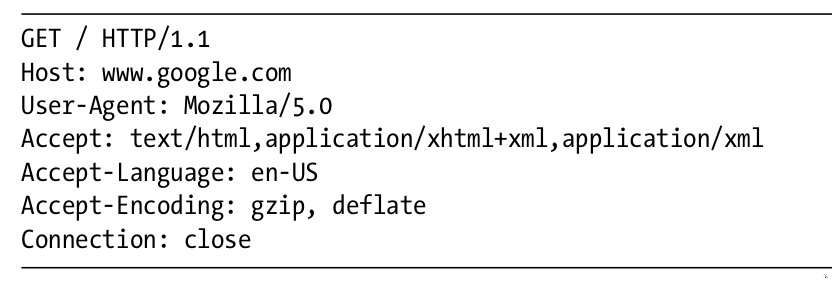 GET / HTTP/1.1
Host: www.google.com
User-Agent: Mozilla/5.0
Accept: text/html,application/xhtml+xml,application/xml
Accept-Language: en-US
Accept-Encoding: gzip, deflate
Connection: close